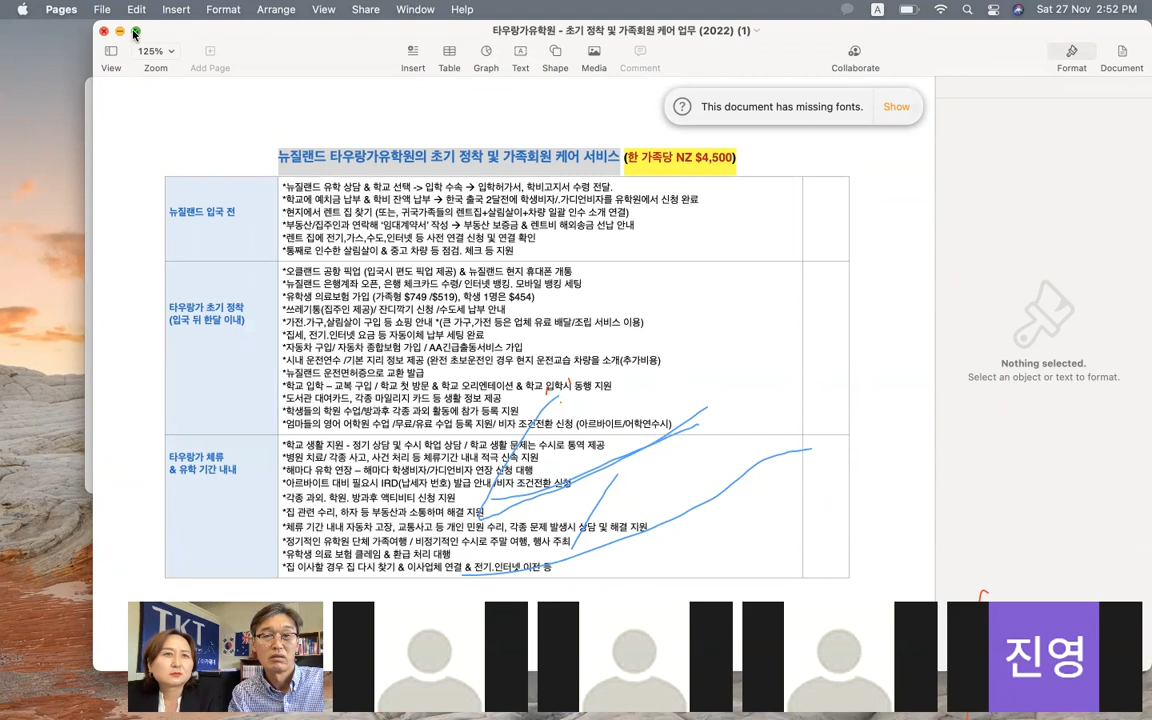 Pages File Edit Insert Format Arrange View Share Window Help A Sat 27 Nov 2:52 PM
타우랑가유학원 - 초기 정착 및 가족회원 케어 업무 (2022) (1)
125%
View Zoom Add Page Insert Table Graph Text Shape Media Comment Collaborate Format Document
? This document has missing fonts. Show
뉴질랜드 타우랑가유학원의 초기 정착 및 가족회원 케어 서비스 (한 가족당 NZ $4,500)
뉴질랜드 입국 전
*뉴질랜드 유학 상담 & 학교 선택 -> 입학 수속 → 입학허가서, 학비고지서 수령 전달.
*학교에 예치금 납부 & 학비 잔액 납부 → 한국 출국 2달전에 학생비자/.가디언비자를 유학원에서 신청 완료
*현지에서 렌트 집 찾기 (또는, 귀국가족들의 렌트집+살림살이+차량 일괄 인수 소개 연결)
*부동산/집주인과 연락해 '임대계약서' 작성 → 부동산 보증금 & 렌트비 해외송금 선납 안내
*렌트 집에 전기,가스,수도,인터넷 등 사전 연결 신청 및 연결 확인
*통째로 인수한 살림살이 & 중고 차량 등 점검. 체크 등 지원
타우랑가 초기 정착
(입국 뒤 한달 이내)
*오클랜드 공항 픽업 (입국시 편도 픽업 제공) & 뉴질랜드 현지 휴대폰 개통
*뉴질랜드 은행계좌 오픈, 은행 체크카드 수령/ 인터넷 뱅킹. 모바일 뱅킹 세팅
*유학생 의료보험 가입 (가족형 $749 /$519), 학생 1명은 $454)
*쓰레기통(집주인 제공)/ 잔디깍기 신청 /수도세 납부 안내
*가전.가구,살림살이 구입 등 쇼핑 안내 *(큰 가구,가전 등은 업체 유료 배달/조립 서비스 이용)
*집세, 전기.인터넷 요금 등 자동이체 납부 세팅 완료
*자동차 구입/ 자동차 종합보험 가입 / AA긴급출동서비스 가입
*시내 운전연수 /기본 지리 정보 제공 (완전 초보운전인 경우 현지 운전교습 차량을 소개(추가비용)
*뉴질랜드 운전면허증으로 교환 발급
*학교 입학 – 교복 구입 / 학교 첫 방문 & 학교 오리엔테이션 & 학교 입학시 동행 지원
*도서관 대여카드, 각종 마일리지 카드 등 생활 정보 제공
*학생들의 학원 수업/방과후 각종 과외 활동에 참가 등록 지원
*엄마들의 영어 어학원 수업 /무료/유료 수업 등록 지원/ 비자 조건전환 신청 (아르바이트/어학연수시)
타우랑가 체류
& 유학 기간 내내
*학교 생활 지원 - 정기 상담 및 수시 학업 상담 / 학교 생활 문제는 수시로 통역 제공
*병원 치료/ 각종 사고, 사건 처리 등 체류기간 내내 적극 신속 지원
*해마다 유학 연장 – 해마다 학생비자/가디언비자 연장 신청 대행
*아르바이트 대비 필요시 IRD(납세자 번호) 발급 안내 /비자 조건전환 신청
*각종 과외. 학원. 방과후 액티비티 신청 지원
*집 관련 수리, 하자 등 부동산과 소통하며 해결 지원
*체류 기간 내내 자동차 고장, 교통사고 등 개인 민원 수리, 각종 문제 발생시 상담 및 해결 지원
*정기적인 유학원 단체 가족여행 / 비정기적인 수시로 주말 여행, 행사 주최
*유학생 의료 보험 클레임 & 환급 처리 대행
*집 이사할 경우 집 다시 찾기 & 이사업체 연결 & 전기.인터넷 이전 등
Nothing selected.
Select an object or text to format.
TKT
진영